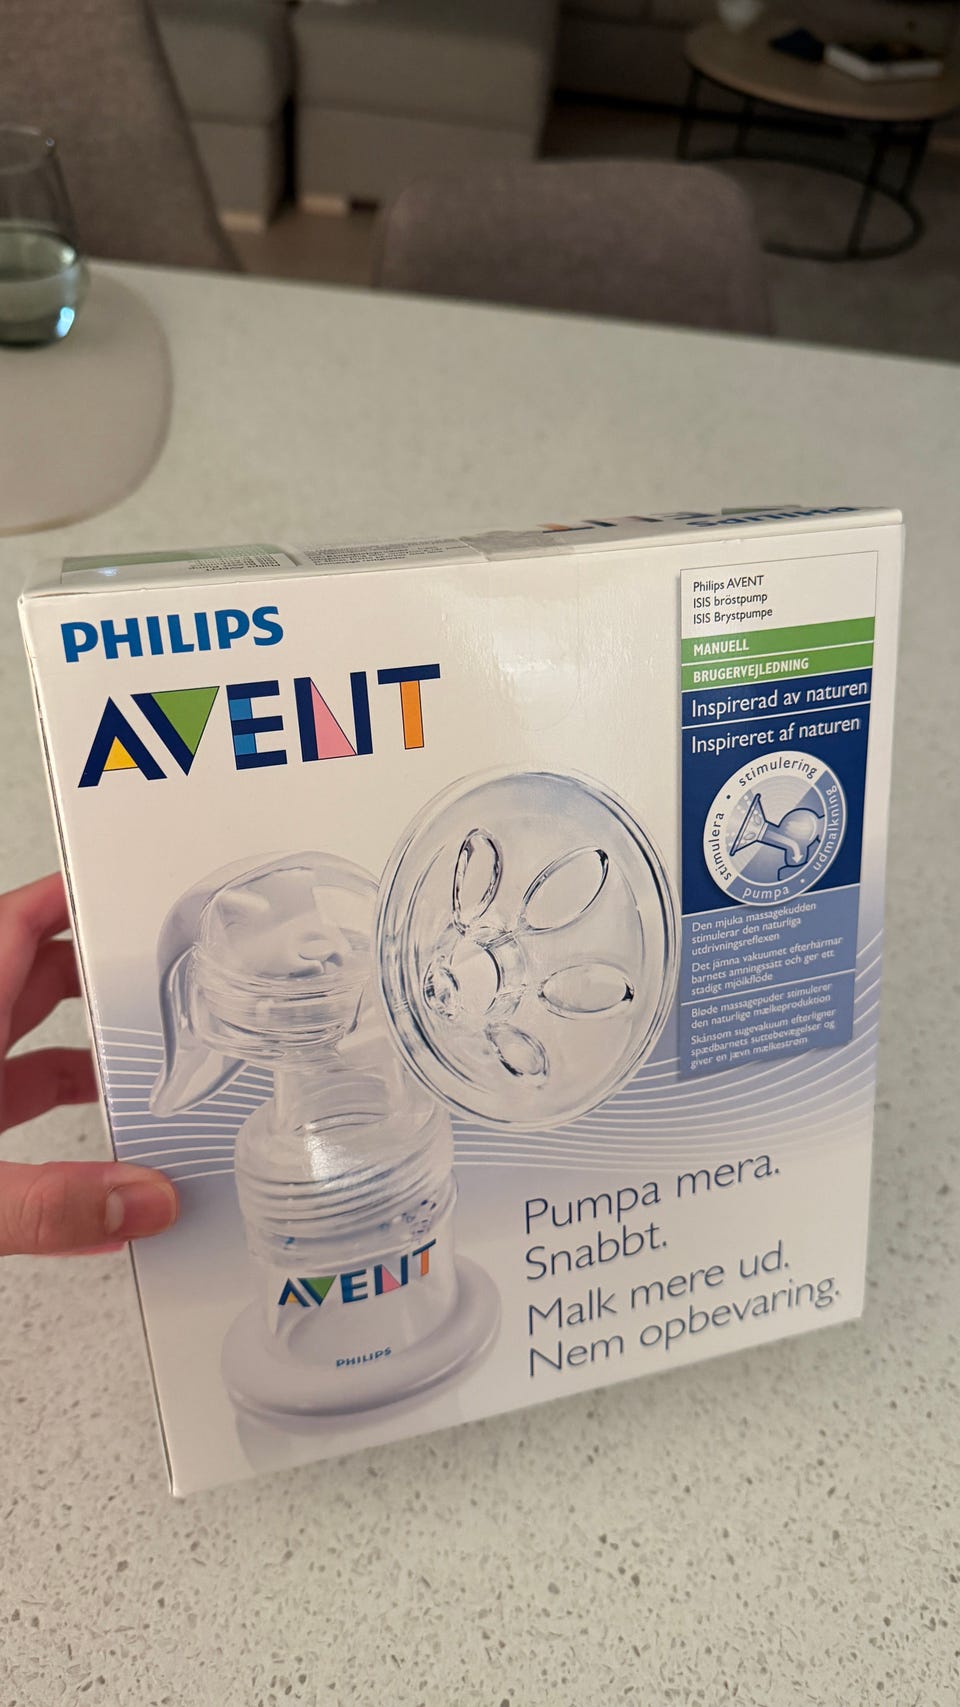 PHILIPS
PHILIPS
AVENT
Philips AVENT
ISIS bröstpump
ISIS Brystpumpe
MANUELL
BRUGERVEJLEDNING
Inspirerad av naturen
Inspireret af naturen
stimulera • stimulering • udmalkning • pumpa
Den mjuka massagekudden
stimulerar den naturliga
utdrivningsreflexen
Det jämna vakuumet efterhärmar
barnets amningssätt och ger ett
stadigt mjölkflöde
Bløde massagepuder stimulerer
den naturlige mælkeproduktion
Skånsom sugevakuum efterligner
spædbarnets suttebevægelser og
giver en jævn mælkestrøm
AVENT
PHILIPS
Pumpa mera.
Snabbt.
Malk mere ud.
Nem opbevaring.